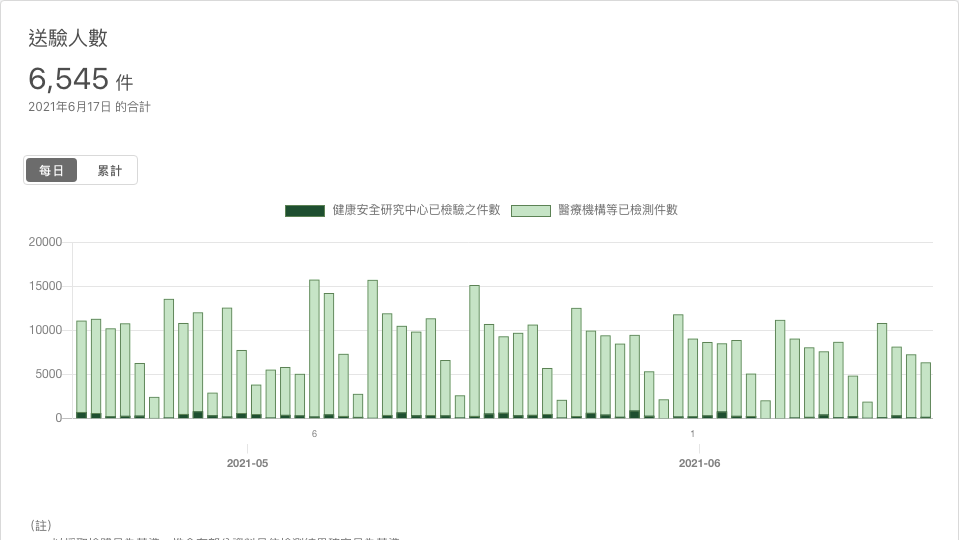 送驗人數
6,545 件
2021年6月17日 的合計
每日 累計
健康安全研究中心已檢驗之件數 醫療機構等已檢測件數
20000
15000
10000
5000
0
6 1
2021-05 2021-06
(註)